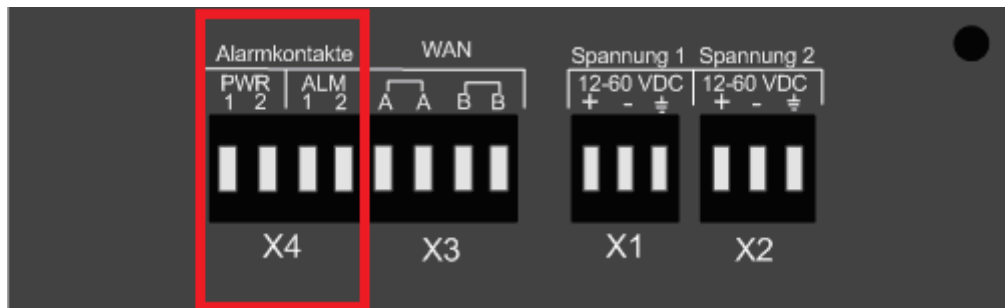 Alarmkontakte WAN Spannung 1 Spannung 2
PWR ALM 12-60 VDC 12-60 VDC
1 2 1 2 A A B B + - ⏚ + - ⏚
X4 X3 X1 X2